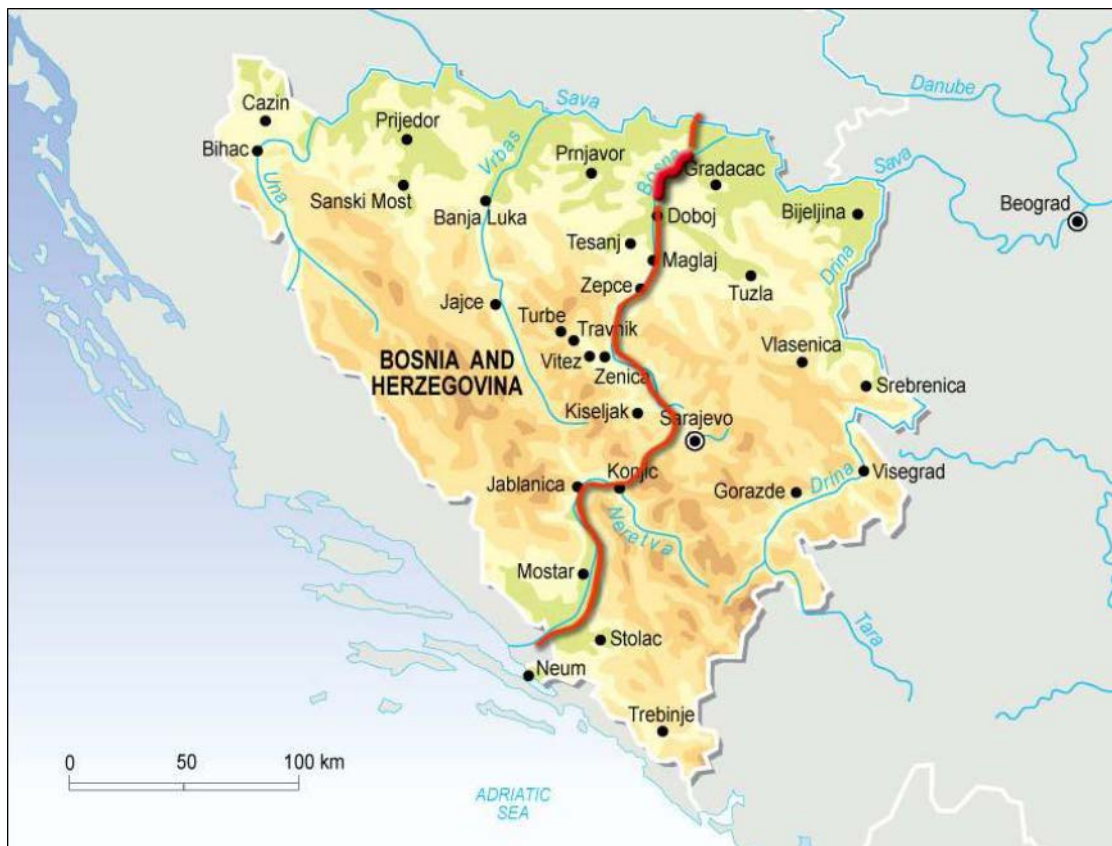 Danube
Cazin
Sava
Prijedor
Bihac
Vrbas
Prnjavor
Bosna
Gradacac
Sava
Una
Sanski Most
Banja Luka
Doboj
Bijeljina
Beograd
Tesanj
Maglaj
Drina
Zepce
Tuzla
Jajce
Turbe
Travnik
BOSNIA AND
HERZEGOVINA
Vitez
Zenica
Vlasenica
Srebrenica
Kiseljak
Sarajevo
Jablanica
Konjic
Gorazde
Drina
Visegrad
Neretva
Mostar
Stolac
Tara
Neum
Trebinje
0 50 100 km
ADRIATIC
SEA